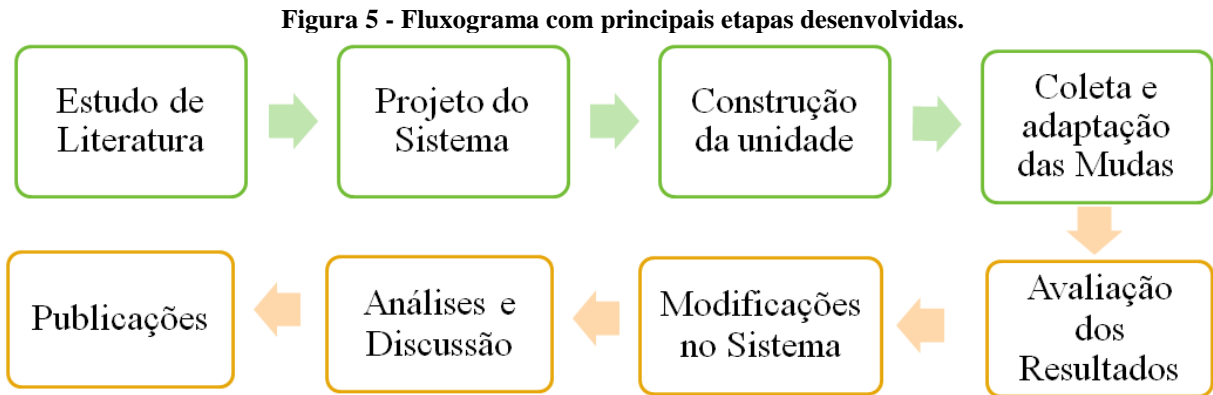 Figura 5 - Fluxograma com principais etapas desenvolvidas.
Estudo de
Literatura
Projeto do
Sistema
Construção
da unidade
Coleta e
adaptação
das Mudas
Avaliação
dos
Resultados
Modificações
no Sistema
Análises e
Discussão
Publicações